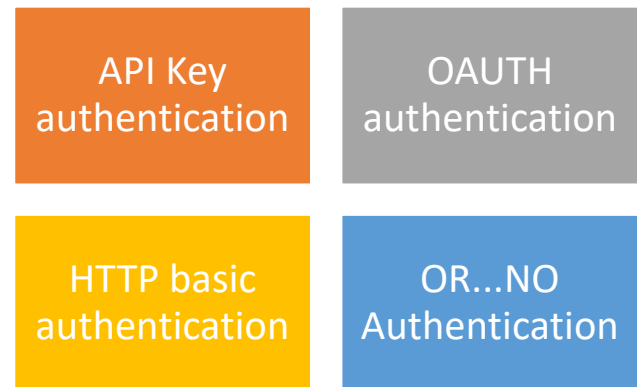 API Key
authentication
OAUTH
authentication
HTTP basic
authentication
OR...NO
Authentication